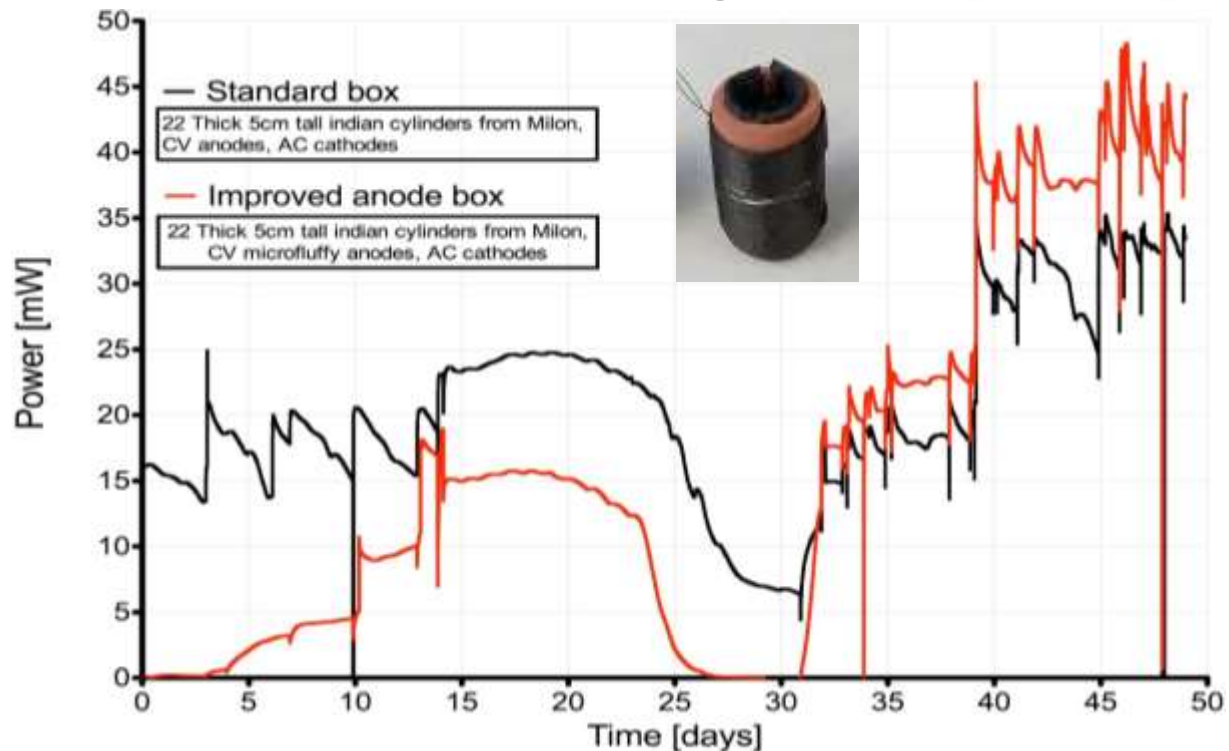 50
45
40
35
30
25
20
15
10
5
0
Power [mW]
Standard box
22 Thick 5cm tall indian cylinders from Milon,
CV anodes, AC cathodes
Improved anode box
22 Thick 5cm tall indian cylinders from Milon,
CV microfluffy anodes, AC cathodes
0 5 10 15 20 25 30 35 40 45 50
Time [days]